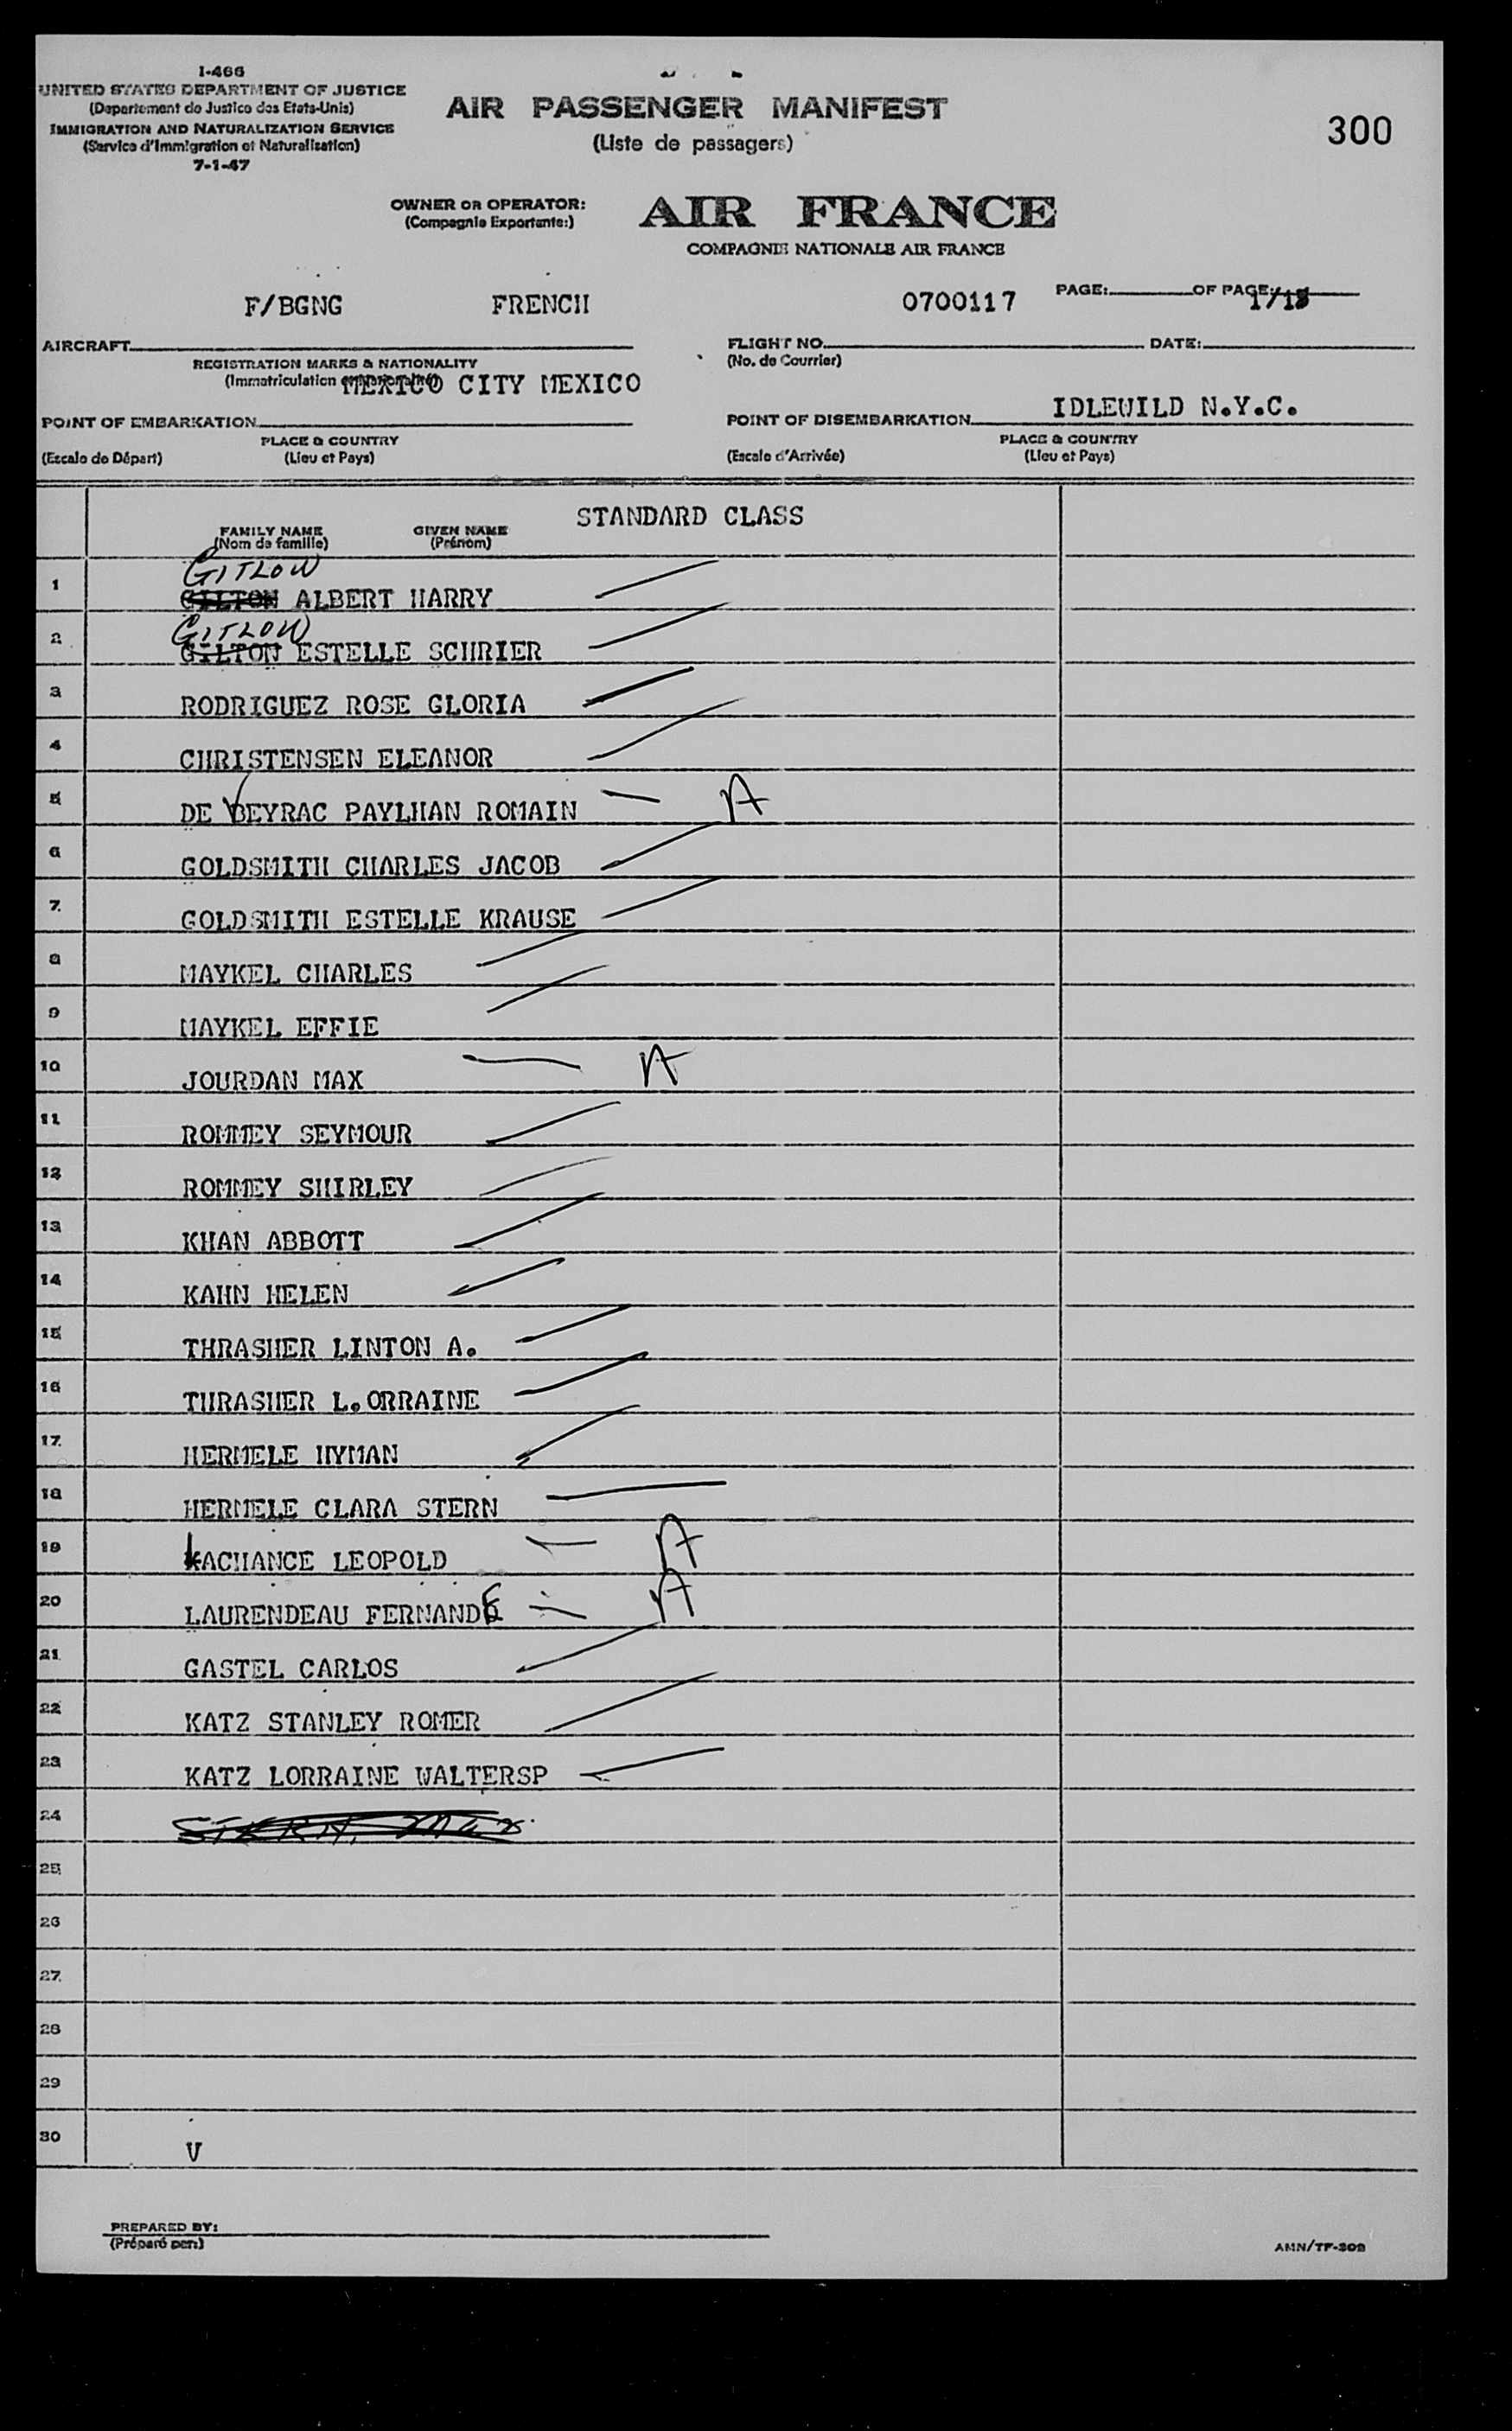 I-466
UNITED STATES DEPARTMENT OF JUSTICE
(Departement de Justice des Etats-Unis)
IMMIGRATION AND NATURALIZATION SERVICE
(Service d'Immigration et Naturalisation)
7-1-47
AIR PASSENGER MANIFEST
(Liste de passagers)
300
OWNER OR OPERATOR:
(Compagnie Exportante:)
AIR FRANCE
COMPAGNIE NATIONALE AIR FRANCE
F/BGNG FRENCH 0700117 PAGE: OF PAGE:
AIRCRAFT FLIGHT NO. DATE:
REGISTRATION MARKS & NATIONALITY (No. de Courrier)
(Immatriculation MEXICO CITY MEXICO
POINT OF EMBARKATION POINT OF DISEMBARKATION IDLEWILD N.Y.C.
PLACE & COUNTRY PLACE & COUNTRY
(Escale de Départ) (Lieu et Pays) (Escale d'Arrivée) (Lieu et Pays)
STANDARD CLASS
FAMILY NAME GIVEN NAME
(Nom de famille) (Prénom)
GITLOW
1 GILTON ALBERT HARRY
GITLOW
2 GILTON ESTELLE SCHRIER
3 RODRIGUEZ ROSE GLORIA
4 CHRISTENSEN ELEANOR
5 DE VEYRAC PAYLHAN ROMAIN A
6 GOLDSMITH CHARLES JACOB
7 GOLDSMITH ESTELLE KRAUSE
8 MAYKEL CHARLES
9 MAYKEL EFFIE
10 JOURDAN MAX A
11 ROMMEY SEYMOUR
12 ROMMEY SHIRLEY
13 KHAN ABBOTT
14 KAHN HELEN
15 THRASHER LINTON A.
16 THRASHER L.ORRAINE
17 HERMELE HYMAN
18 HERMELE CLARA STERN
19 LACHANCE LEOPOLD A
20 LAURENDEAU FERNANDE A
21 GASTEL CARLOS
22 KATZ STANLEY ROMER
23 KATZ LORRAINE WALTERSP
24
25
26
27
28
29
30 V
PREPARED BY:
(Préparé par:)
AMN/TF-302